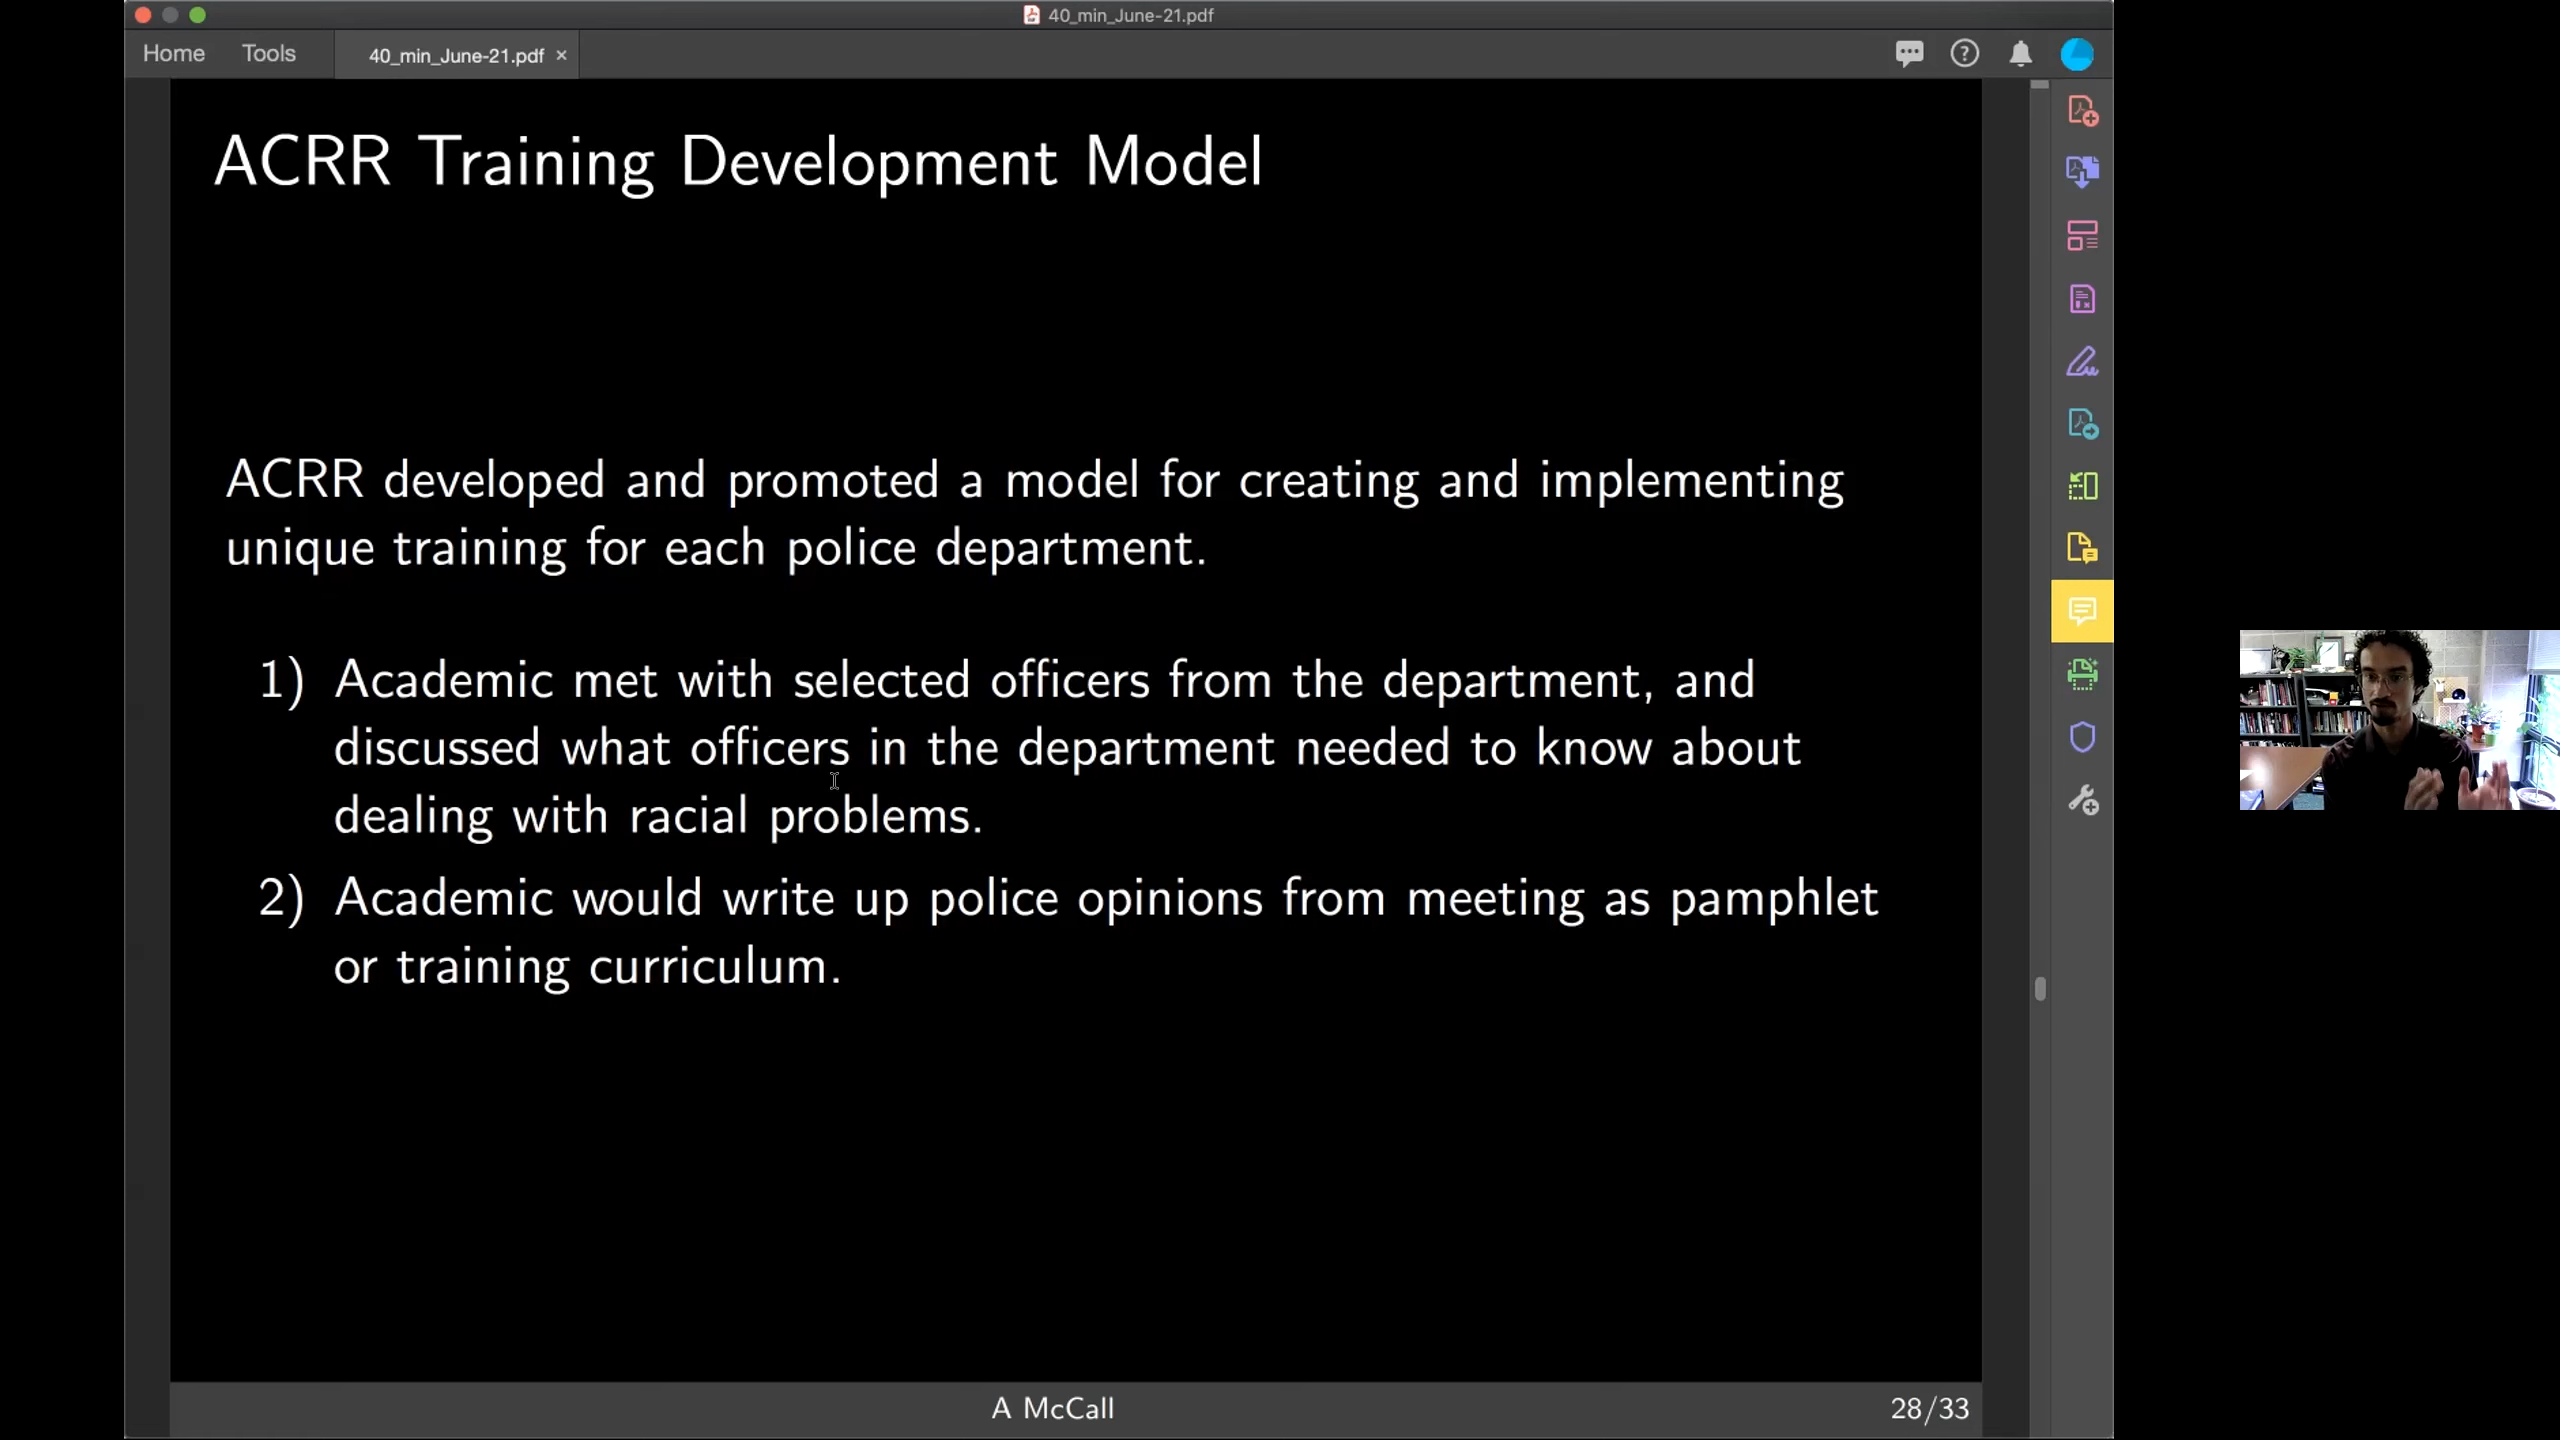 40_min_June-21.pdf
Home Tools 40_min_June-21.pdf ×
ACRR Training Development Model
ACRR developed and promoted a model for creating and implementing
unique training for each police department.
1) Academic met with selected officers from the department, and
discussed what officers in the department needed to know about
dealing with racial problems.
2) Academic would write up police opinions from meeting as pamphlet
or training curriculum.
A McCall 28/33